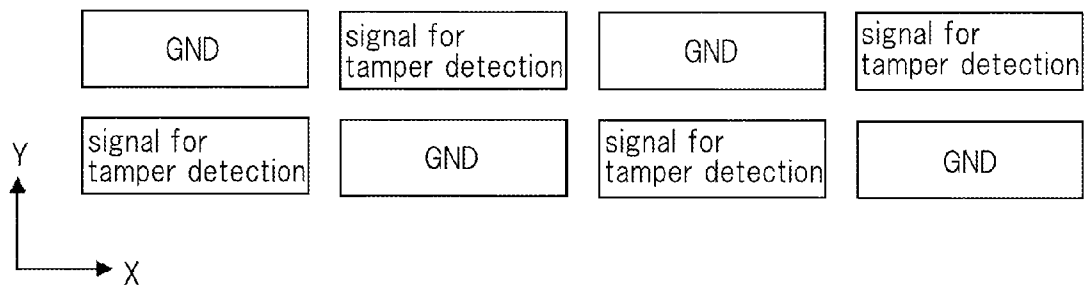 GND
signal for
tamper detection
GND
signal for
tamper detection
signal for
tamper detection
GND
signal for
tamper detection
GND
Y
X